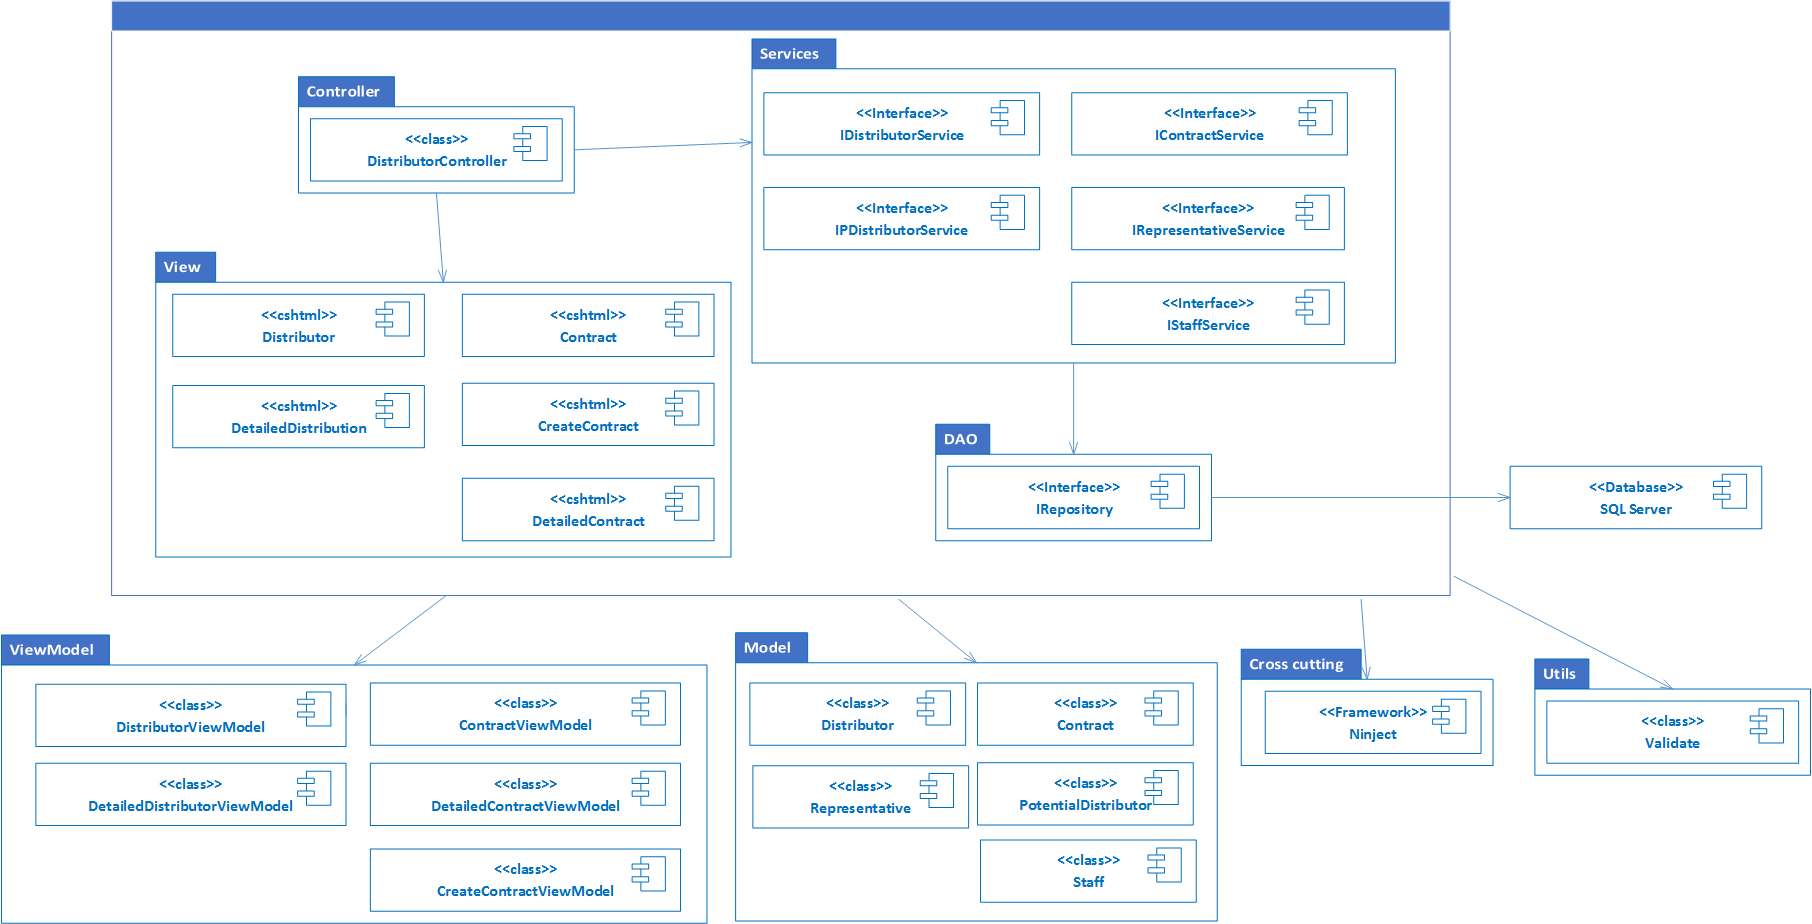 Services
Controller
<<Interface>>
IDistributorService
<<Interface>>
IContractService
<<class>>
DistributorController
<<Interface>>
IPDistributorService
<<Interface>>
IRepresentativeService
View
<<Interface>>
IStaffService
<<cshtml>>
Distributor
<<cshtml>>
Contract
<<cshtml>>
DetailedDistribution
<<cshtml>>
CreateContract
<<cshtml>>
DetailedContract
DAO
<<Interface>>
IRepository
<<Database>>
SQL Server
ViewModel
<<class>>
DistributorViewModel
<<class>>
ContractViewModel
<<class>>
DetailedDistributorViewModel
<<class>>
DetailedContractViewModel
<<class>>
CreateContractViewModel
Model
<<class>>
Distributor
<<class>>
Contract
<<class>>
Representative
<<class>>
PotentialDistributor
<<class>>
Staff
Cross cutting
<<Framework>>
Ninject
Utils
<<class>>
Validate